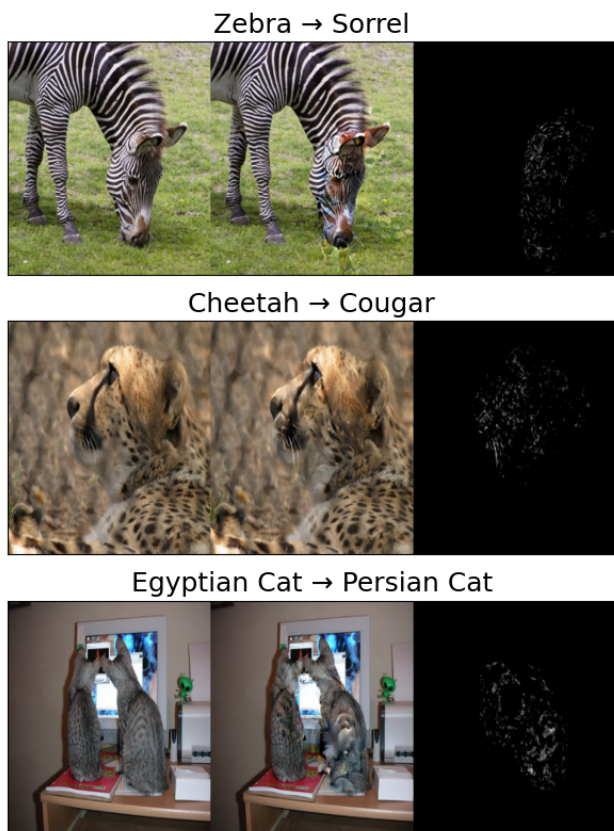 Zebra → Sorrel
Cheetah → Cougar
Egyptian Cat → Persian Cat